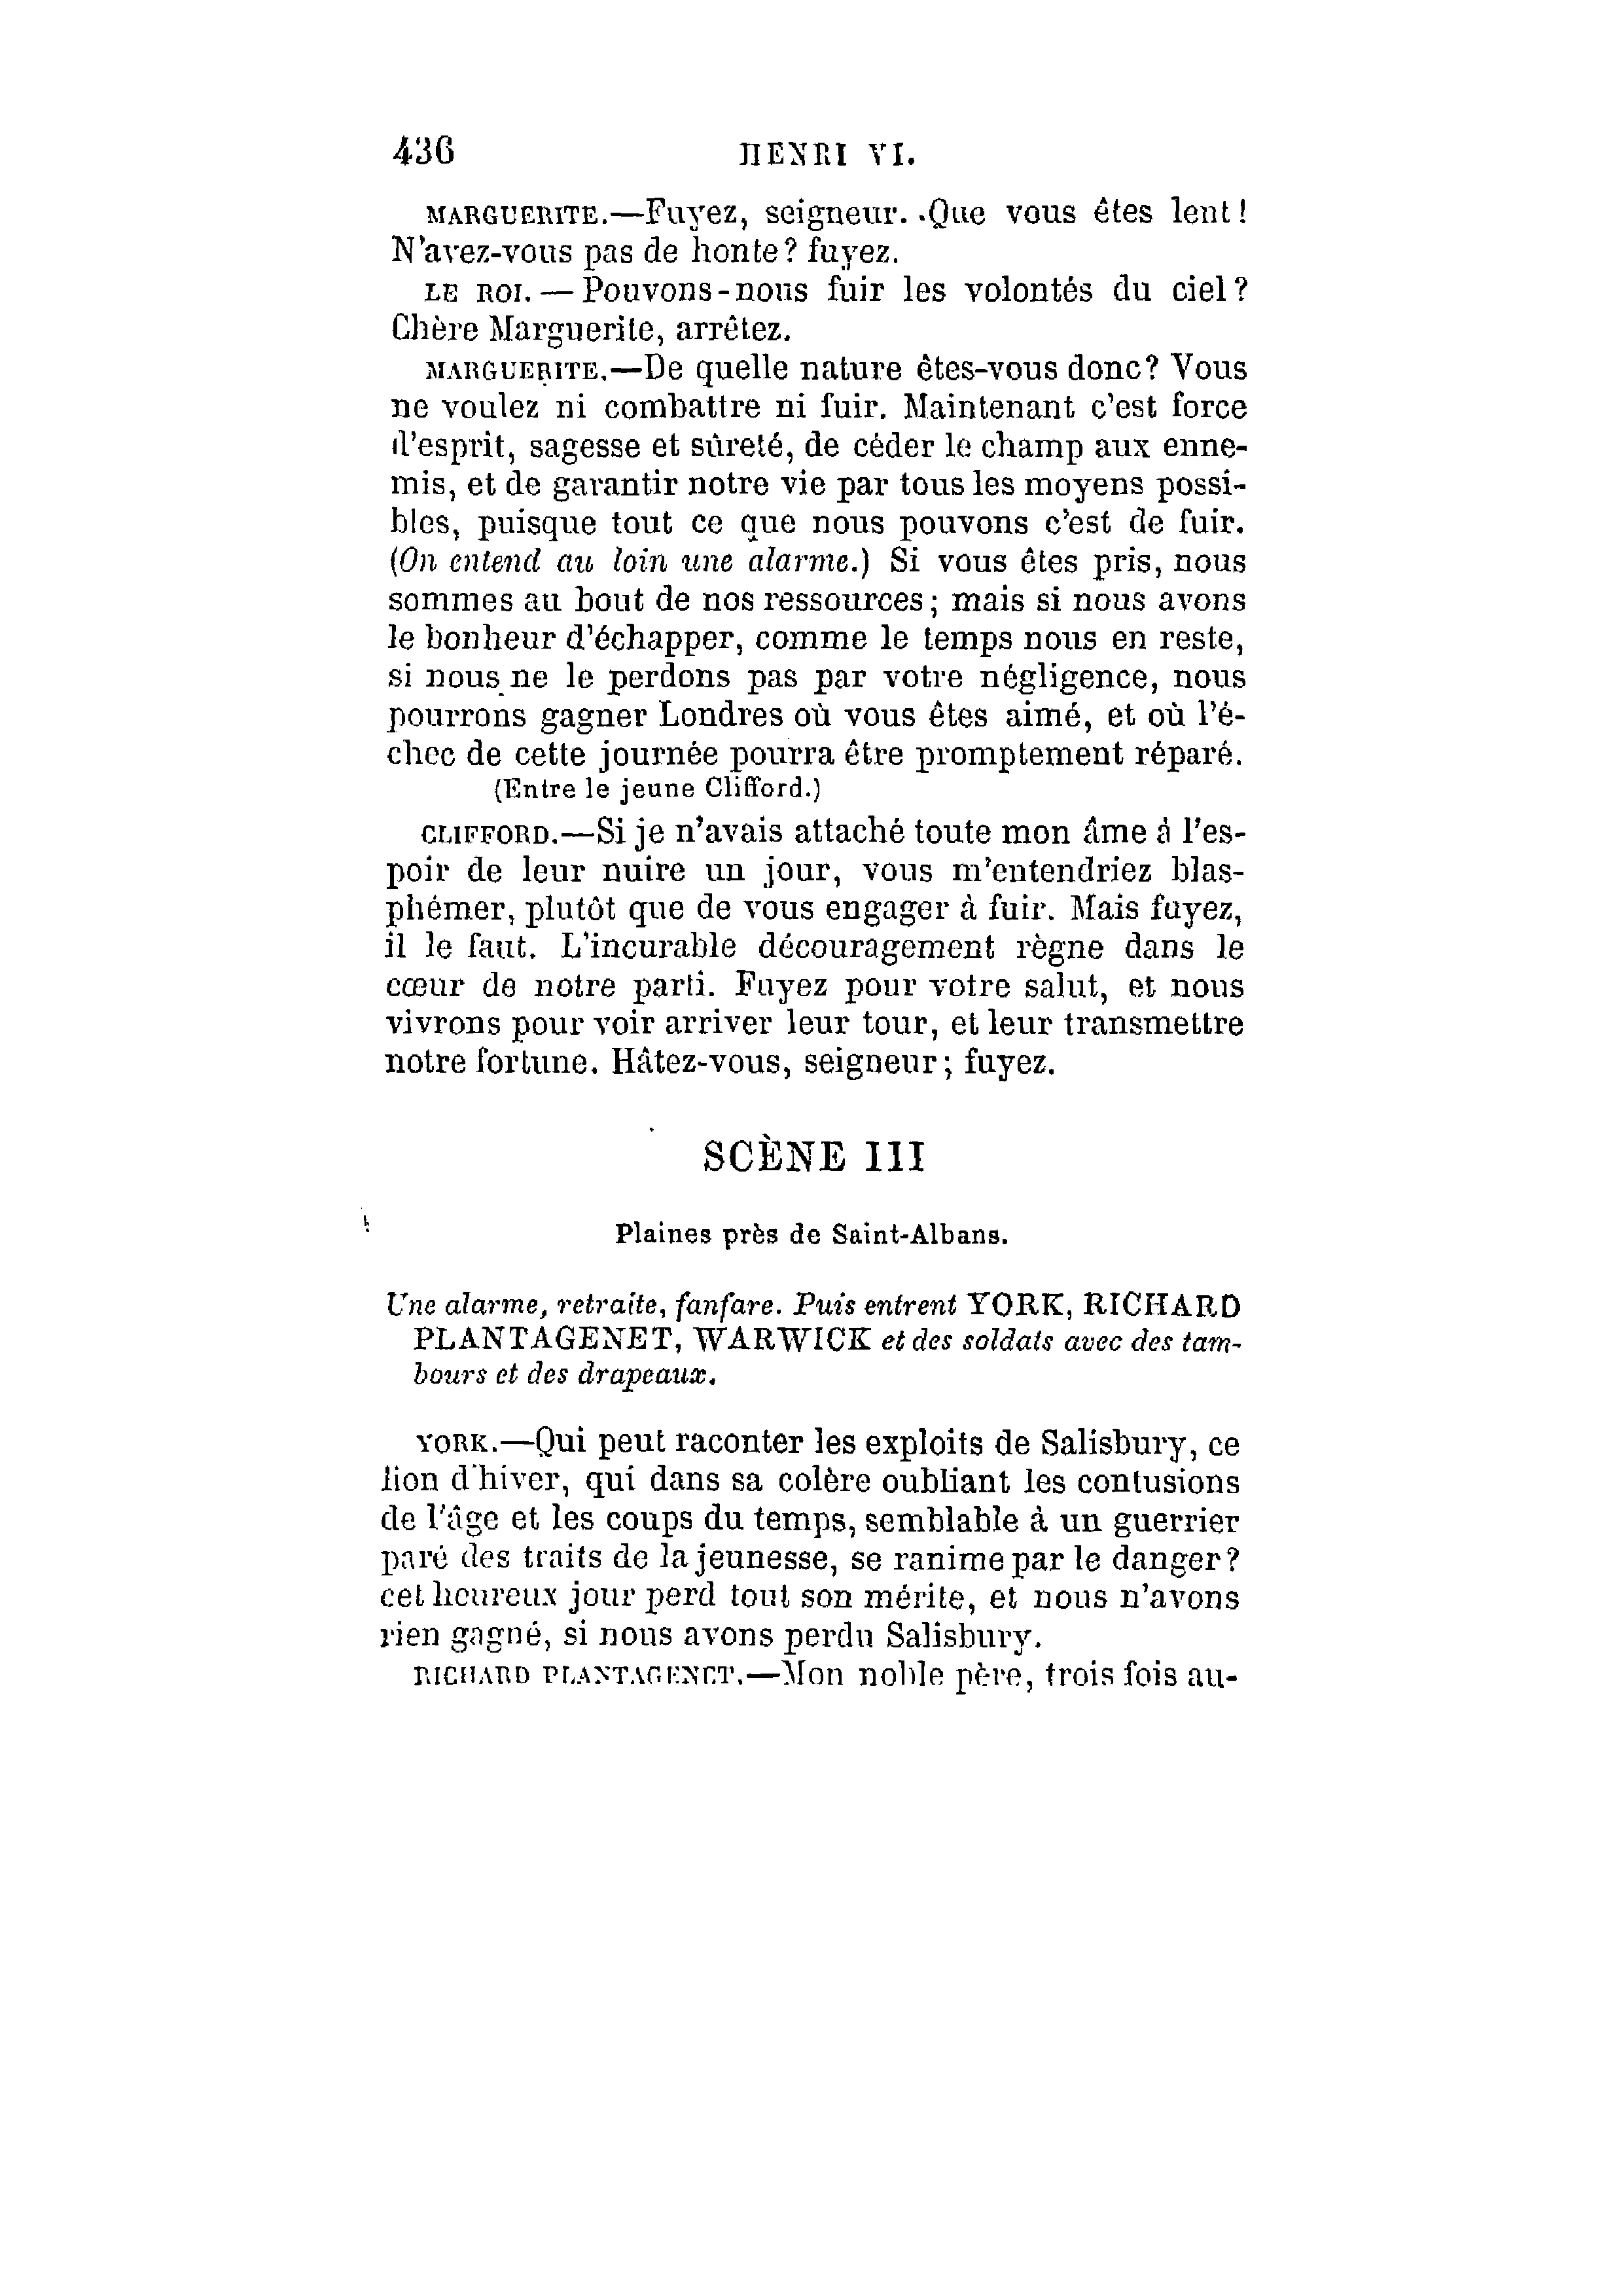 436 HENRI VI.
MARGUERITE.—Fuyez, seigneur. Que vous êtes lent!
N'avez-vous pas de honte? fuyez.
LE ROI. — Pouvons-nous fuir les volontés du ciel?
Chère Marguerite, arrêtez.
MARGUERITE.—De quelle nature êtes-vous donc? Vous
ne voulez ni combattre ni fuir. Maintenant c'est force
d'esprit, sagesse et sûreté, de céder le champ aux enne-
mis, et de garantir notre vie par tous les moyens possi-
bles, puisque tout ce que nous pouvons c'est de fuir.
(On entend au loin une alarme.) Si vous êtes pris, nous
sommes au bout de nos ressources; mais si nous avons
le bonheur d'échapper, comme le temps nous en reste,
si nous ne le perdons pas par votre négligence, nous
pourrons gagner Londres où vous êtes aimé, et où l'é-
chec de cette journée pourra être promptement réparé.
(Entre le jeune Clifford.)
CLIFFORD.—Si je n'avais attaché toute mon âme à l'es-
poir de leur nuire un jour, vous m'entendriez blas-
phémer, plutôt que de vous engager à fuir. Mais fuyez,
il le faut. L'incurable découragement règne dans le
cœur de notre parti. Fuyez pour votre salut, et nous
vivrons pour voir arriver leur tour, et leur transmettre
notre fortune. Hâtez-vous, seigneur; fuyez.
SCÈNE III
Plaines près de Saint-Albans.
Une alarme, retraite, fanfare. Puis entrent YORK, RICHARD
PLANTAGENET, WARWICK et des soldats avec des tam-
bours et des drapeaux.
YORK.—Qui peut raconter les exploits de Salisbury, ce
lion d'hiver, qui dans sa colère oubliant les contusions
de l'âge et les coups du temps, semblable à un guerrier
paré des traits de la jeunesse, se ranime par le danger?
cet heureux jour perd tout son mérite, et nous n'avons
rien gagné, si nous avons perdu Salisbury.
RICHARD PLANTAGENET.—Mon noble père, trois fois au-